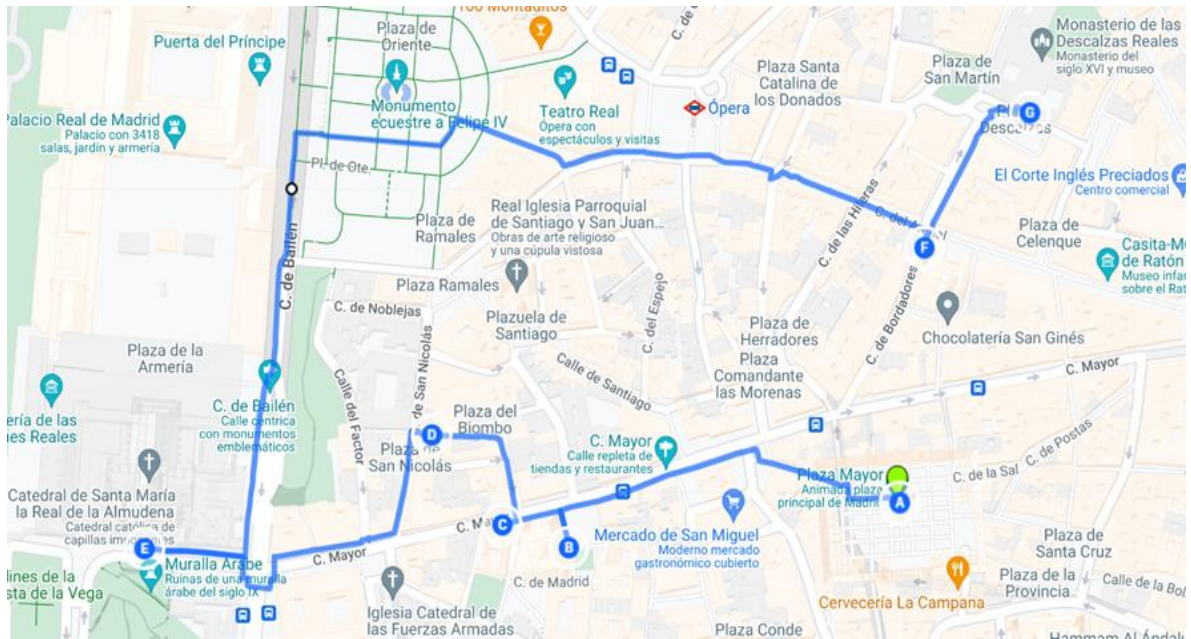 100 Montaditos
Plaza de
Oriente
Puerta del Príncipe
Monasterio de las
Descalzas Reales
Monasterio del
siglo XVI y museo
Plaza de
San Martín
Plaza Santa
Catalina de
los Donados
Monumento
ecuestre a Felipe IV
Teatro Real
Ópera con
espectáculos y visitas
Ópera
Palacio Real de Madrid
Palacio con 3418
salas, jardín y armería
G
Descalzas
Pl. de Ote.
El Corte Inglés Preciados
Centro comercial
C. de las Hileras
C. del
F
Plaza de
Celenque
Real Iglesia Parroquial
de Santiago y San Juan...
Obras de arte religioso
y una cúpula vistosa
Plaza de
Ramales
C. de Bailén
Casita-M
de Ratón
Museo infa
sobre el Rat
Plaza Ramales
C. de Noblejas
C. del Espejo
C. de Bordadores
Plazuela de
Santiago
Plaza de
Herradores
Chocolatería San Ginés
Plaza de la
Armería
Calle del Factor
de San Nicolás
Calle de Santiago
Plaza
Comandante
las Morenas
C. Mayor
ería de las
es Reales
C. de Bailén
Calle céntrica
con monumentos
emblemáticos
Plaza del
Biombo
D
Plaza
San Nicolás
C. Mayor
Calle repleta de
tiendas y restaurantes
C. de Postas
C. de la Sal
Plaza Mayor
Animada plaza
principal de Madrid
A
Catedral de Santa María
la Real de la Almudena
Catedral católica de
capillas
C
B
Mercado de San Miguel
Moderno mercado
gastronómico cubierto
E
C. Mayor
Muralla Árabe
Ruinas de una muralla
árabe del siglo IX
C. de Madrid
Plaza de
Santa Cruz
Plaza de la
Provincia
Calle de la Bol
Cervecería La Campana
Iglesia Catedral de
las Fuerzas Armadas
Plaza Conde
Hammam Al Ándal